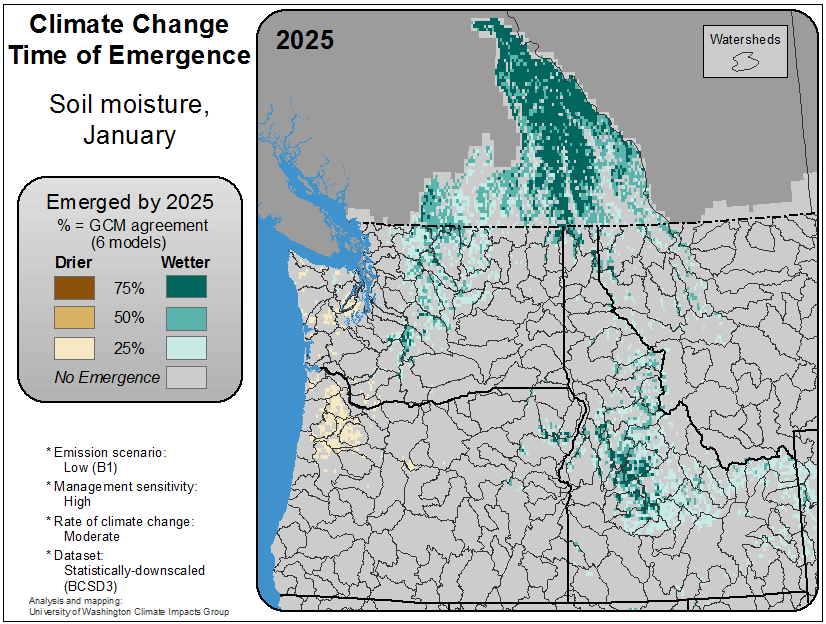 Climate Change
Time of Emergence
Soil moisture,
January
Emerged by 2025
% = GCM agreement
(6 models)
Drier Wetter
75%
50%
25%
No Emergence
* Emission scenario:
Low (B1)
* Management sensitivity:
High
* Rate of climate change:
Moderate
* Dataset:
Statistically-downscaled
(BCSD3)
Analysis and mapping:
University of Washington Climate Impacts Group
2025
Watersheds